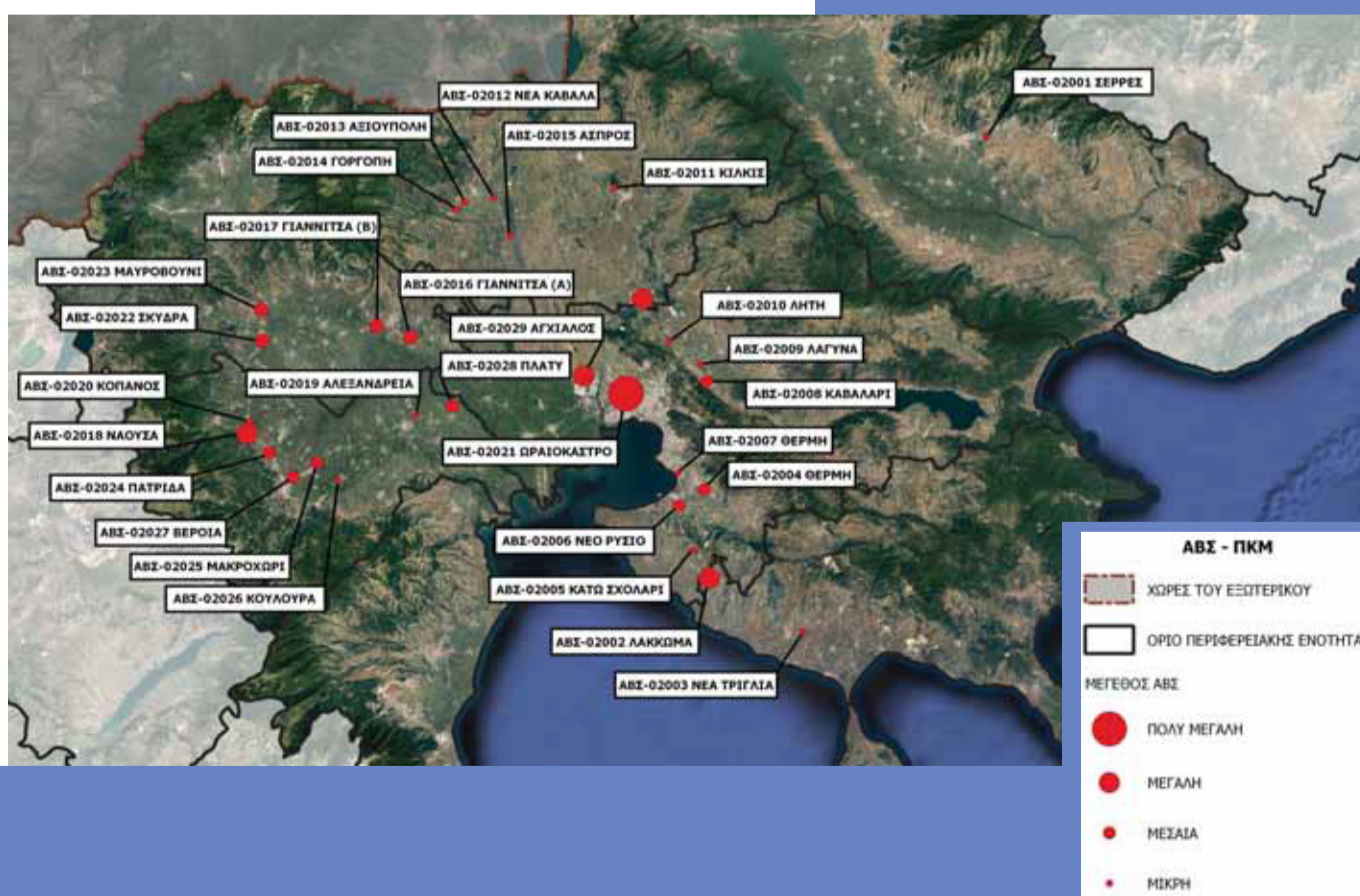 ΑΒΣ-02001 ΣΕΡΡΕΣ
ΑΒΣ-02012 ΝΕΑ ΚΑΒΑΛΑ
ΑΒΣ-02013 ΑΞΙΟΥΠΟΛΗ
ΑΒΣ-02015 ΑΣΠΡΟΣ
ΑΒΣ-02014 ΓΟΡΓΟΠΗ
ΑΒΣ-02011 ΚΙΛΚΙΣ
ΑΒΣ-02017 ΓΙΑΝΝΙΤΣΑ (Β)
ΑΒΣ-02023 ΜΑΥΡΟΒΟΥΝΙ
ΑΒΣ-02016 ΓΙΑΝΝΙΤΣΑ (Α)
ΑΒΣ-02010 ΛΗΤΗ
ΑΒΣ-02022 ΣΚΥΔΡΑ
ΑΒΣ-02029 ΑΓΧΙΑΛΟΣ
ΑΒΣ-02009 ΛΑΓΥΝΑ
ΑΒΣ-02028 ΠΛΑΤΥ
ΑΒΣ-02020 ΚΟΠΑΝΟΣ
ΑΒΣ-02019 ΑΛΕΞΑΝΔΡΕΙΑ
ΑΒΣ-02008 ΚΑΒΑΛΑΡΙ
ΑΒΣ-02018 ΝΑΟΥΣΑ
ΑΒΣ-02021 ΩΡΑΙΟΚΑΣΤΡΟ
ΑΒΣ-02007 ΘΕΡΜΗ
ΑΒΣ-02004 ΘΕΡΜΗ
ΑΒΣ-02024 ΠΑΤΡΙΔΑ
ΑΒΣ-02027 ΒΕΡΟΙΑ
ΑΒΣ-02006 ΝΕΟ ΡΥΣΙΟ
ΑΒΣ-02025 ΜΑΚΡΟΧΩΡΙ
ΑΒΣ-02005 ΚΑΤΩ ΣΧΟΛΑΡΙ
ΑΒΣ-02026 ΚΟΥΛΟΥΡΑ
ΑΒΣ-02002 ΛΑΚΚΩΜΑ
ΑΒΣ-02003 ΝΕΑ ΤΡΙΓΛΙΑ
ΑΒΣ - ΠΚΜ
ΧΩΡΕΣ ΤΟΥ ΕΞΩΤΕΡΙΚΟΥ
ΟΡΙΟ ΠΕΡΙΦΕΡΕΙΑΚΗΣ ΕΝΟΤΗΤΑ
ΜΕΓΕΘΟΣ ΑΒΣ
ΠΟΛΥ ΜΕΓΑΛΗ
ΜΕΓΑΛΗ
ΜΕΣΑΙΑ
ΜΙΚΡΗ